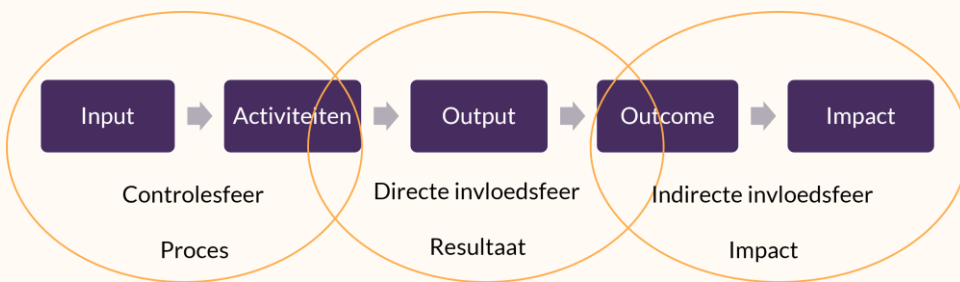 Input
Activiteiten
Output
Outcome
Impact
Controlesfeer
Directe invloedsfeer
Indirecte invloedsfeer
Proces
Resultaat
Impact